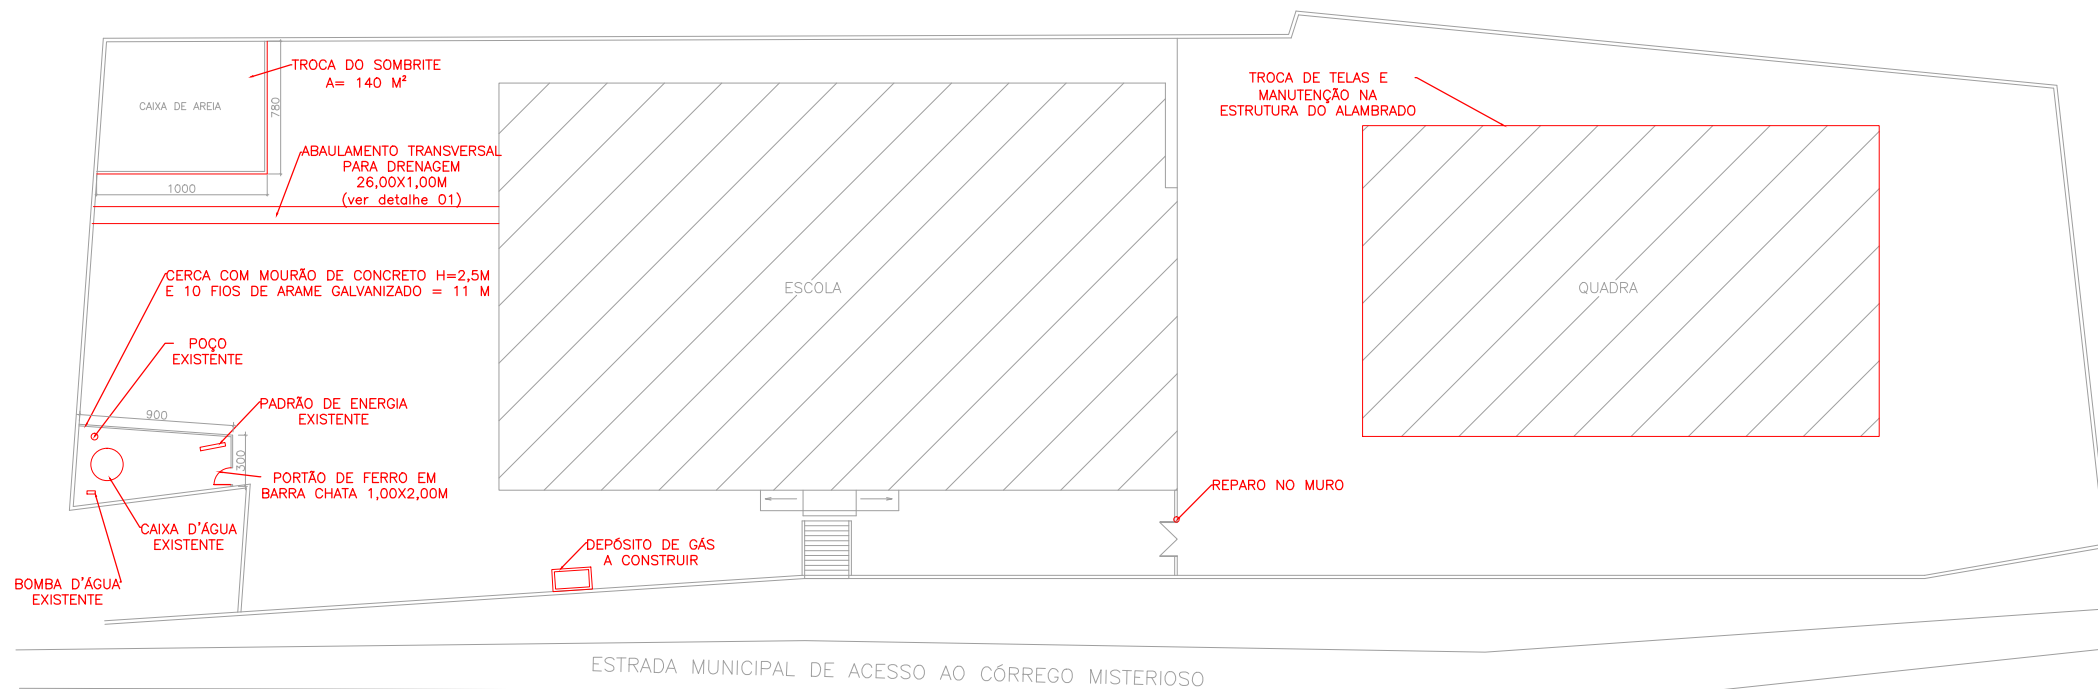 TROCA DO SOMBRITE
A= 140 M²
CAIXA DE AREIA
780
1000
ABAULAMENTO TRANSVERSAL
PARA DRENAGEM
26,00X1,00M
(ver detalhe 01)
CERCA COM MOURÃO DE CONCRETO H=2,5M
E 10 FIOS DE ARAME GALVANIZADO = 11 M
POÇO
EXISTENTE
900
PADRÃO DE ENERGIA
EXISTENTE
300
PORTÃO DE FERRO EM
BARRA CHATA 1,00X2,00M
CAIXA D'ÁGUA
EXISTENTE
BOMBA D'ÁGUA
EXISTENTE
DEPÓSITO DE GÁS
A CONSTRUIR
ESCOLA
TROCA DE TELAS E
MANUTENÇÃO NA
ESTRUTURA DO ALAMBRADO
QUADRA
REPARO NO MURO
ESTRADA MUNICIPAL DE ACESSO AO CÓRREGO MISTERIOSO